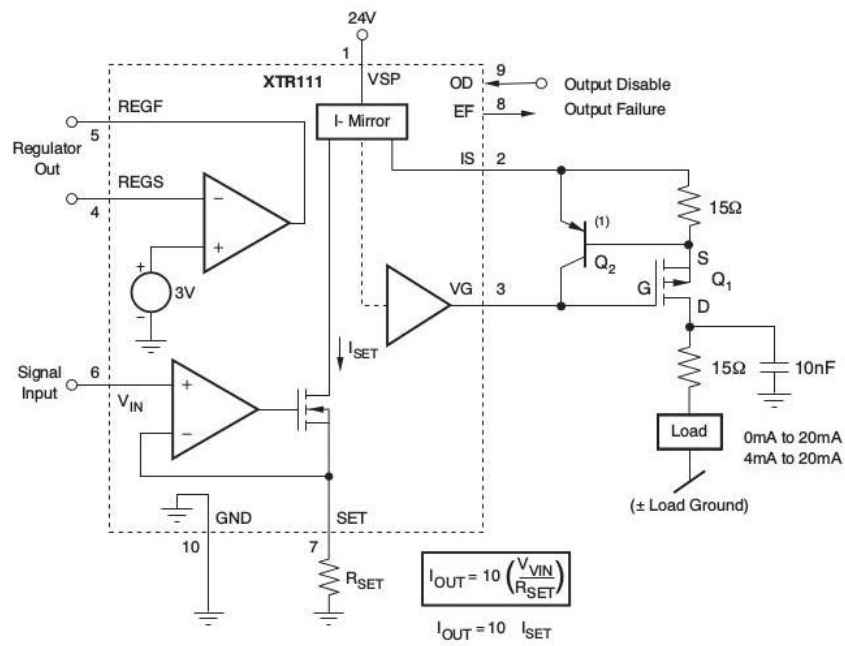 24V
1
XTR111
VSP
OD
9
Output Disable
EF
8
Output Failure
REGF
5
I- Mirror
Regulator
Out
IS
2
REGS
4
15Ω
(1)
Q2
S
Q1
G
D
−
+
+
3V
−
VG
3
ISET
Signal
Input
6
VIN
+
−
15Ω
10nF
Load
0mA to 20mA
4mA to 20mA
(± Load Ground)
GND
SET
10
7
RSET
IOUT = 10 (VVIN/RSET)
IOUT = 10 ISET